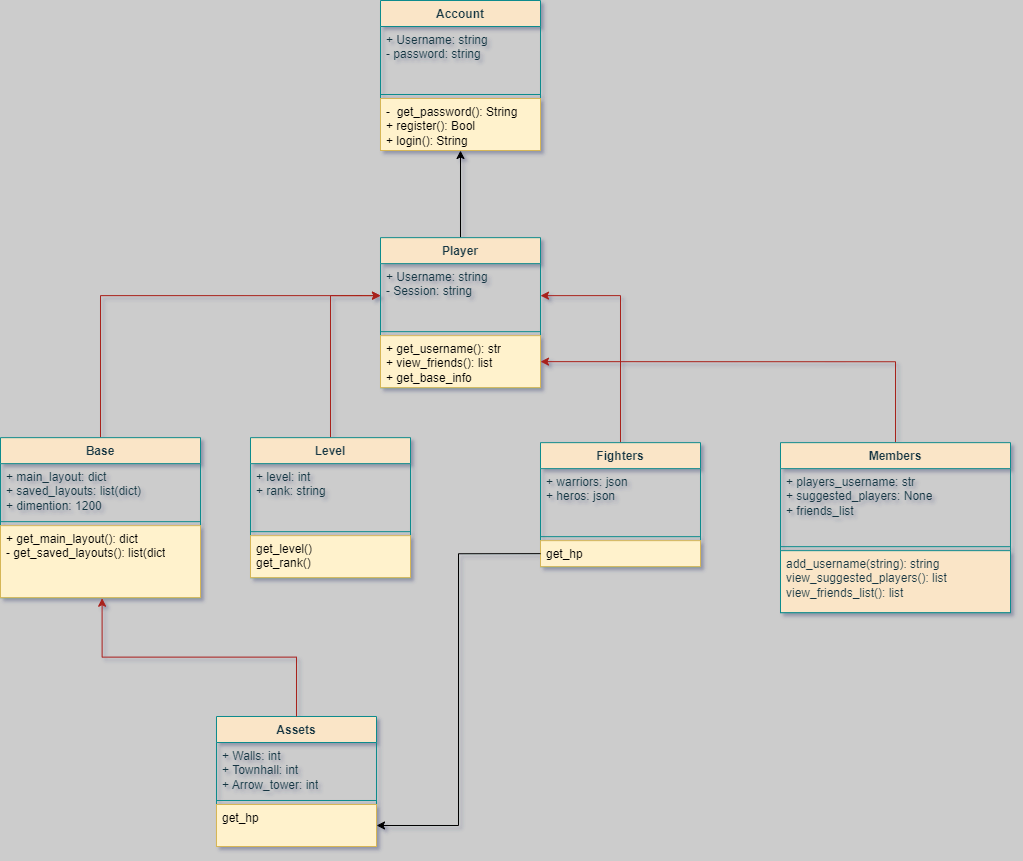 Account
+ Username: string
- password: string
- get_password(): String
+ register(): Bool
+ login(): String
Player
+ Username: string
- Session: string
+ get_username(): str
+ view_friends(): list
+ get_base_info
Base
+ main_layout: dict
+ saved_layouts: list(dict)
+ dimention: 1200
+ get_main_layout(): dict
- get_saved_layouts(): list(dict
Level
+ level: int
+ rank: string
get_level()
get_rank()
Fighters
+ warriors: json
+ heros: json
get_hp
Members
+ players_username: str
+ suggested_players: None
+ friends_list
add_username(string): string
view_suggested_players(): list
view_friends_list(): list
Assets
+ Walls: int
+ Townhall: int
+ Arrow_tower: int
get_hp